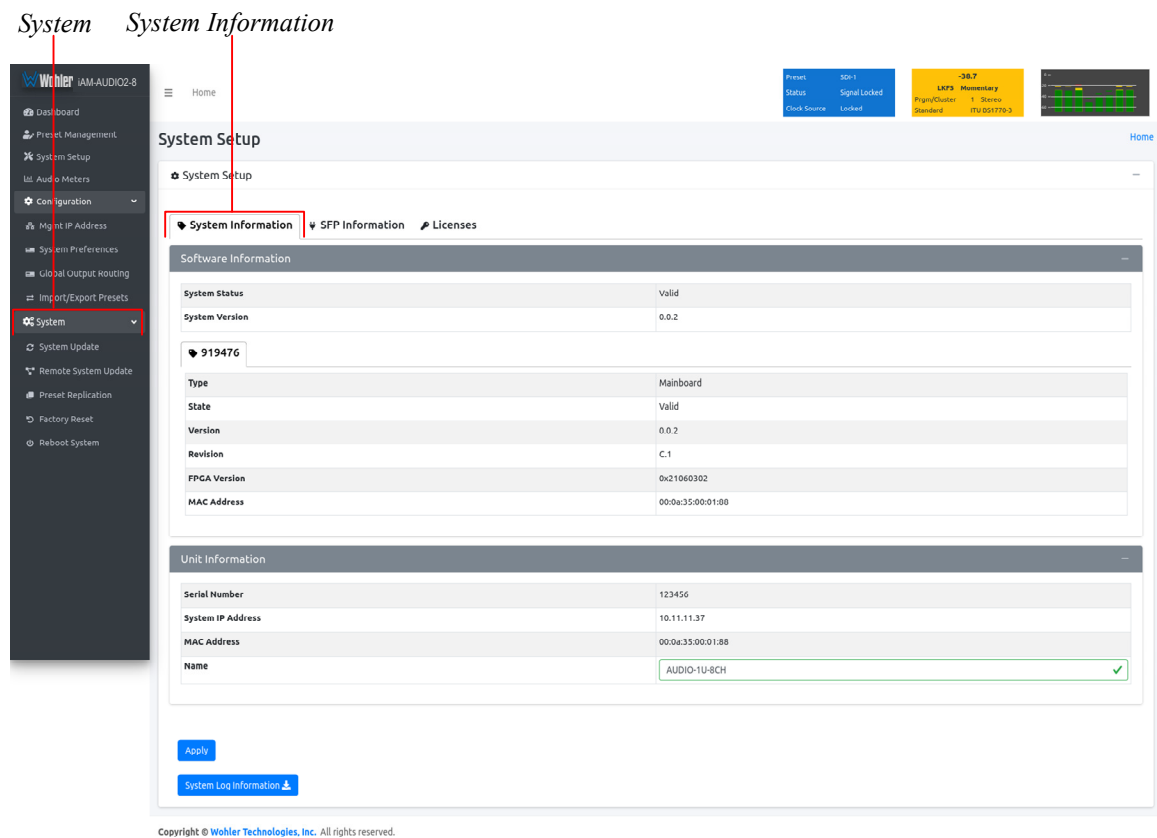 System System Information
Wohler iAM-AUDIO2-8
Home
Preset SDI-1
Status Signal Locked
Clock Source Locked
-38.7
LKFS Momentary
Prgm/Cluster 1 Stereo
Standard ITU BS1770-3
Dashboard
Preset Management
System Setup
Audio Meters
Configuration
Mgmt IP Address
System Preferences
Global Output Routing
Import/Export Presets
System
System Update
Remote System Update
Preset Replication
Factory Reset
Reboot System
System Setup Home
System Setup
System Information SFP Information Licenses
Software Information
System Status Valid
System Version 0.0.2
919476
Type Mainboard
State Valid
Version 0.0.2
Revision C.1
FPGA Version 0x21060302
MAC Address 00:0a:35:00:01:88
Unit Information
Serial Number 123456
System IP Address 10.11.11.37
MAC Address 00:0a:35:00:01:88
Name AUDIO-1U-8CH
Apply
System Log Information
Copyright © Wohler Technologies, Inc. All rights reserved.